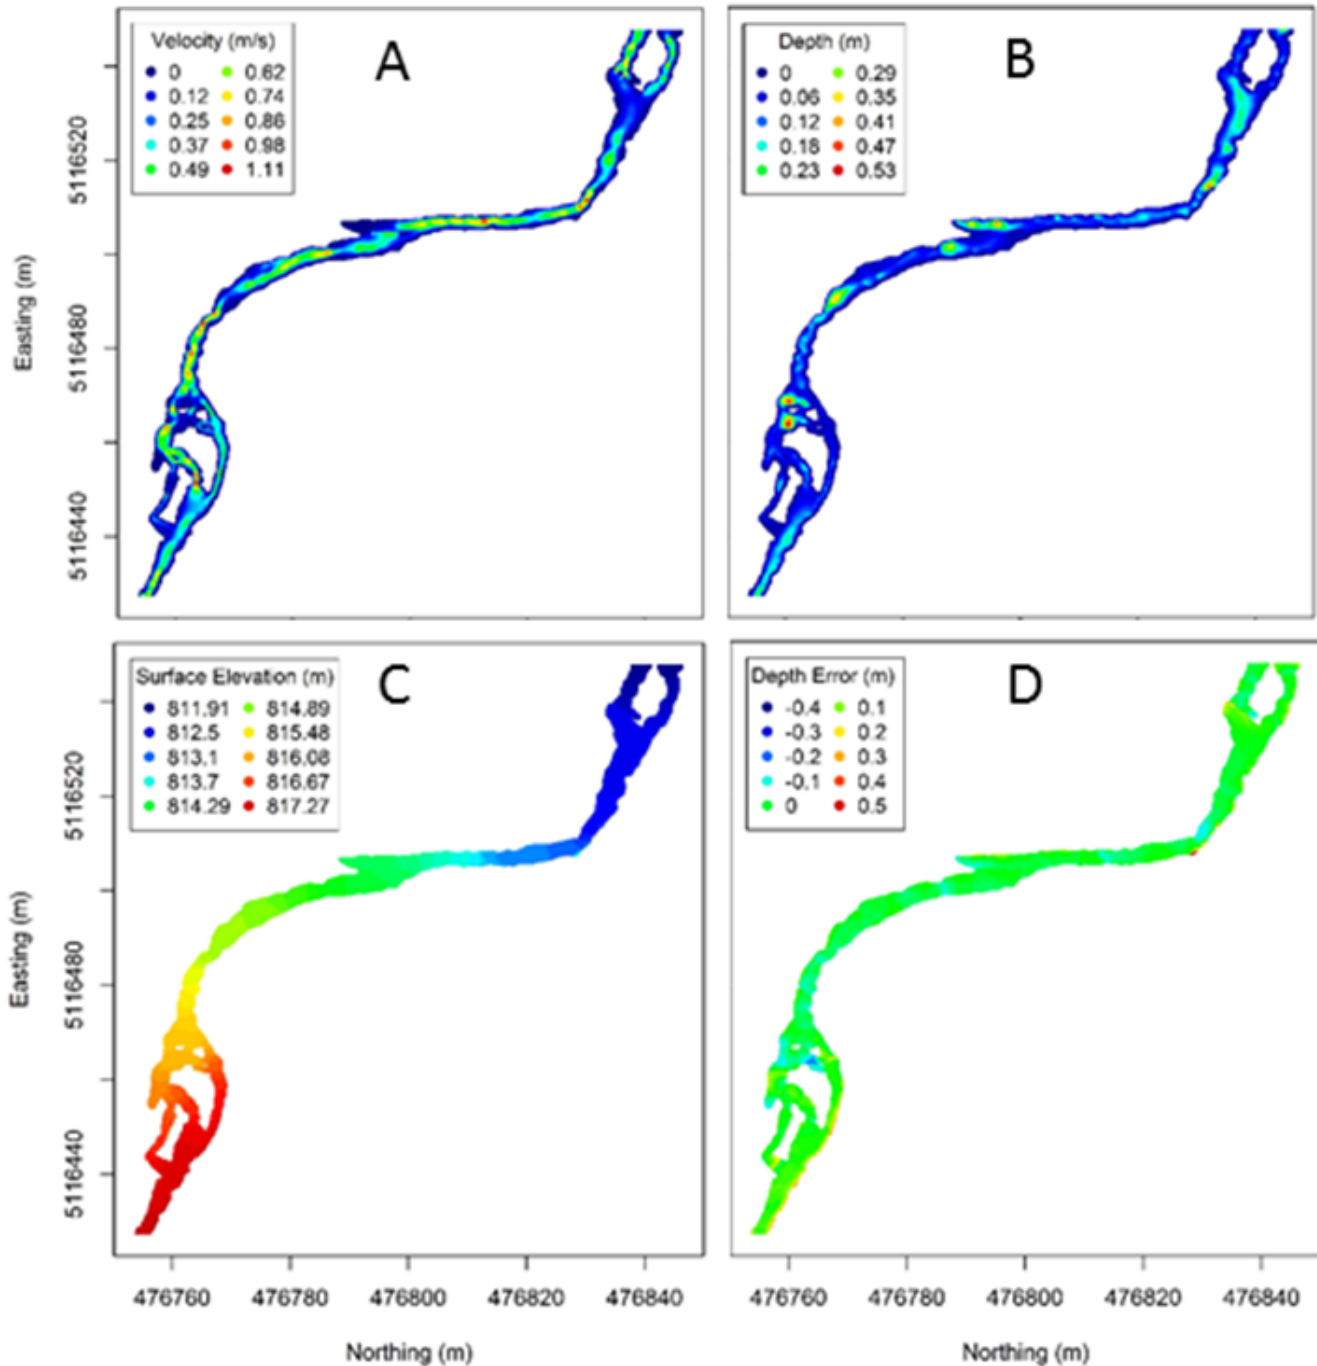 Velocity (m/s)
0 0.62
0.12 0.74
0.25 0.86
0.37 0.98
0.49 1.11
A
Depth (m)
0 0.29
0.06 0.35
0.12 0.41
0.18 0.47
0.23 0.53
B
Easting (m)
5116520
5116480
5116440
Surface Elevation (m)
811.91 814.89
812.5 815.48
813.1 816.08
813.7 816.67
814.29 817.27
C
Depth Error (m)
-0.4 0.1
-0.3 0.2
-0.2 0.3
-0.1 0.4
0 0.5
D
Easting (m)
5116520
5116480
5116440
476760 476780 476800 476820 476840
476760 476780 476800 476820 476840
Northing (m)
Northing (m)